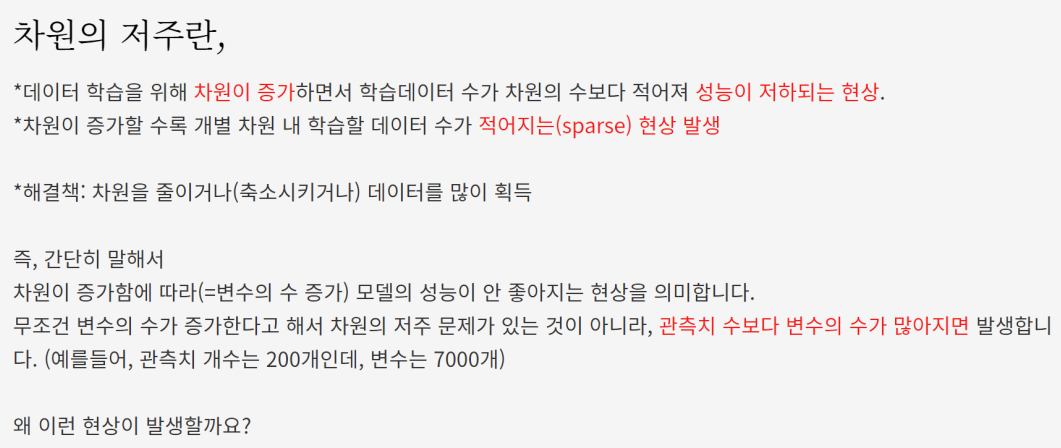 차원의 저주란,
*데이터 학습을 위해 차원이 증가하면서 학습데이터 수가 차원의 수보다 적어져 성능이 저하되는 현상.
*차원이 증가할 수록 개별 차원 내 학습할 데이터 수가 적어지는(sparse) 현상 발생
*해결책: 차원을 줄이거나(축소시키거나) 데이터를 많이 획득
즉, 간단히 말해서
차원이 증가함에 따라(=변수의 수 증가) 모델의 성능이 안 좋아지는 현상을 의미합니다.
무조건 변수의 수가 증가한다고 해서 차원의 저주 문제가 있는 것이 아니라, 관측치 수보다 변수의 수가 많아지면 발생합니
다. (예를들어, 관측치 개수는 200개인데, 변수는 7000개)
왜 이런 현상이 발생할까요?